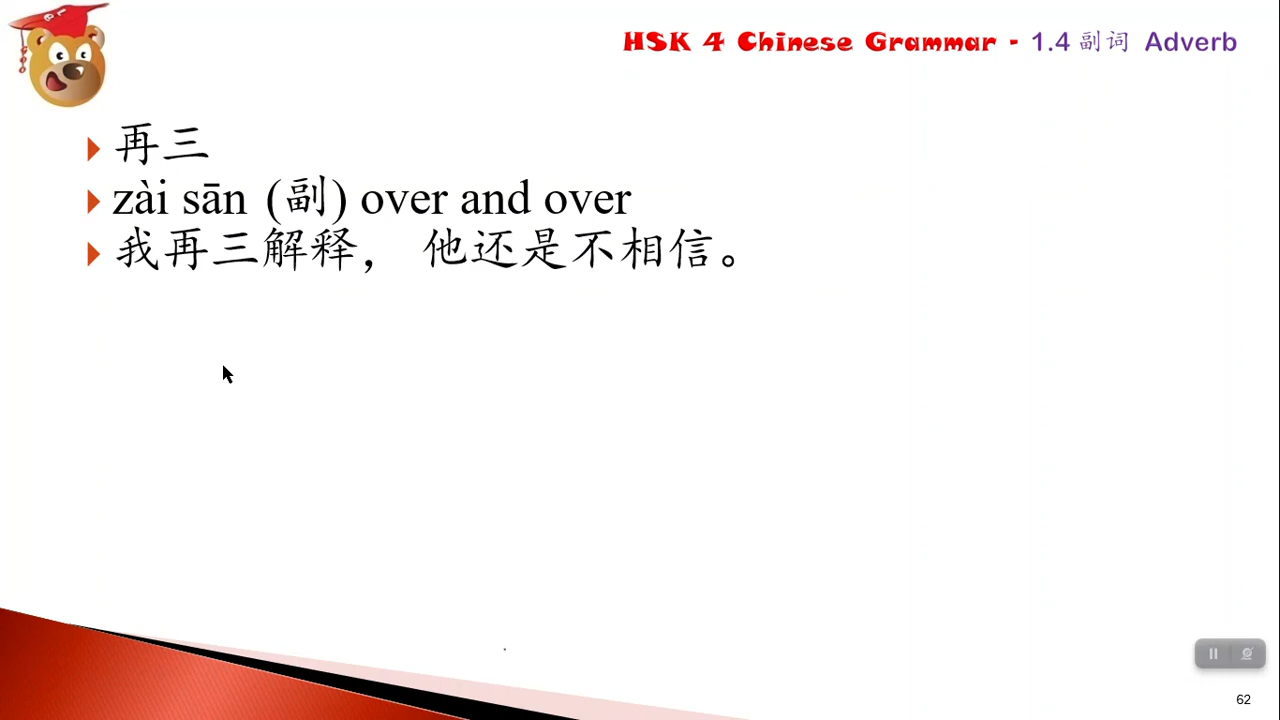 HSK 4 Chinese Grammar - 1.4 副词 Adverb
再三
zài sān (副) over and over
我再三解释， 他还是不相信。
62